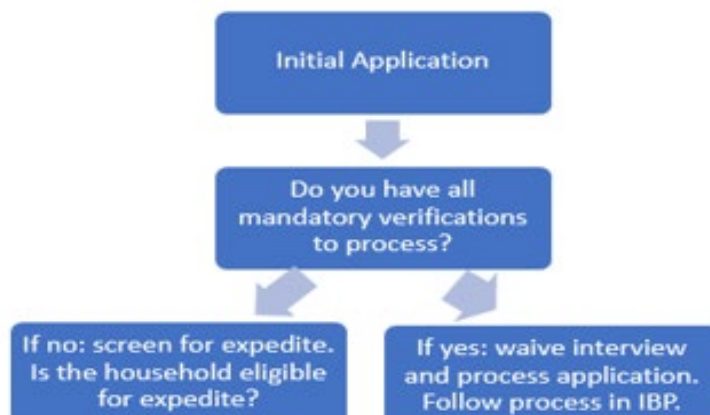 Initial Application
Do you have all
mandatory verifications
to process?
If no: screen for expedite.
Is the household eligible
for expedite?
If yes: waive interview
and process application.
Follow process in IBP.